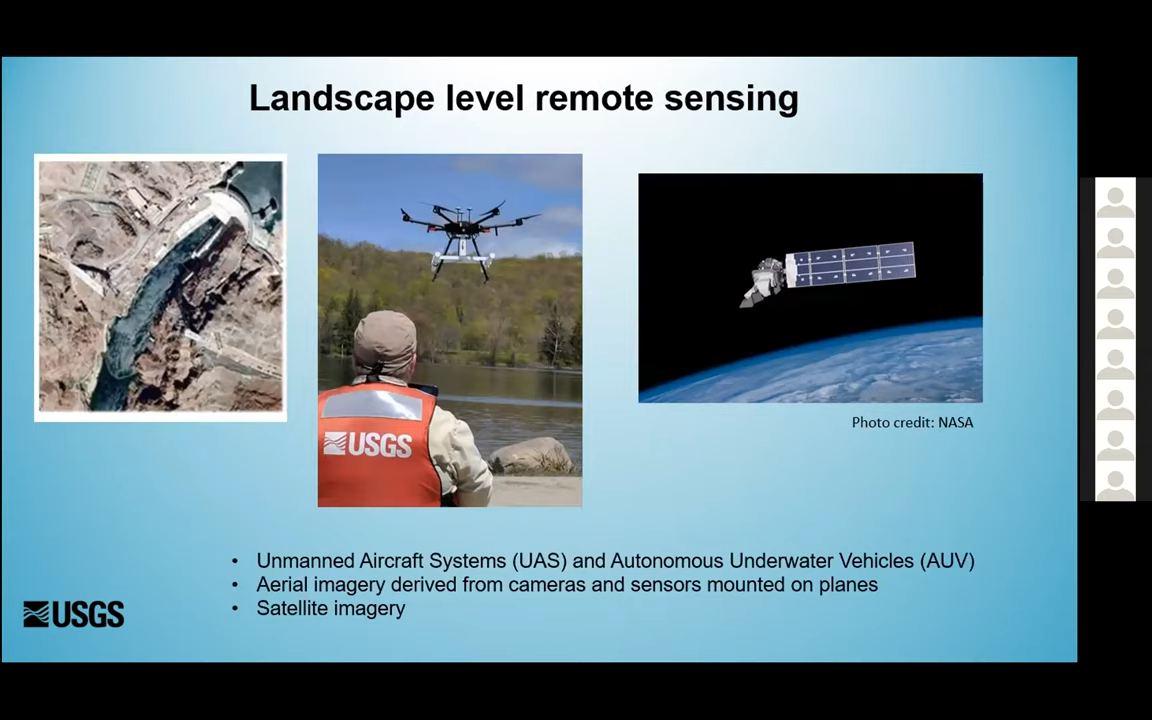 Landscape level remote sensing
USGS
Photo credit: NASA
• Unmanned Aircraft Systems (UAS) and Autonomous Underwater Vehicles (AUV)
• Aerial imagery derived from cameras and sensors mounted on planes
• Satellite imagery
USGS